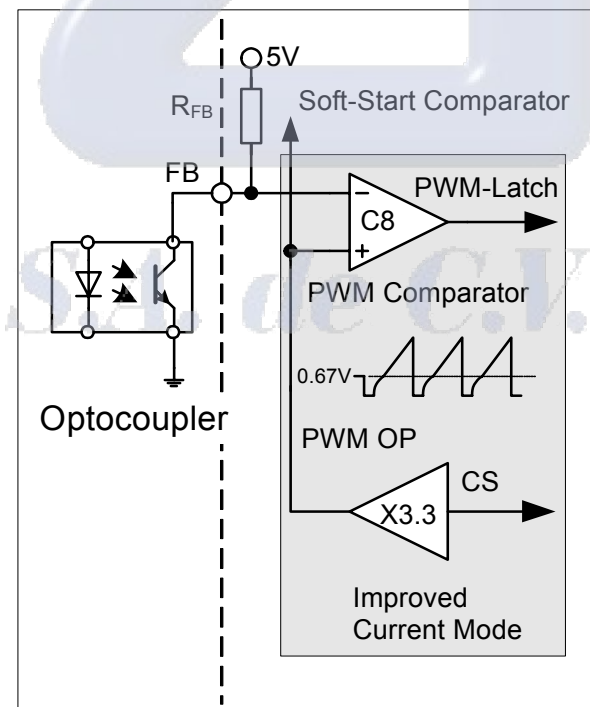 5V
R_FB
Soft-Start Comparator
FB
−
C8
+
PWM-Latch
PWM Comparator
S.A. de C.V.
0.67V
Optocoupler
PWM OP
CS
X3.3
Improved
Current Mode